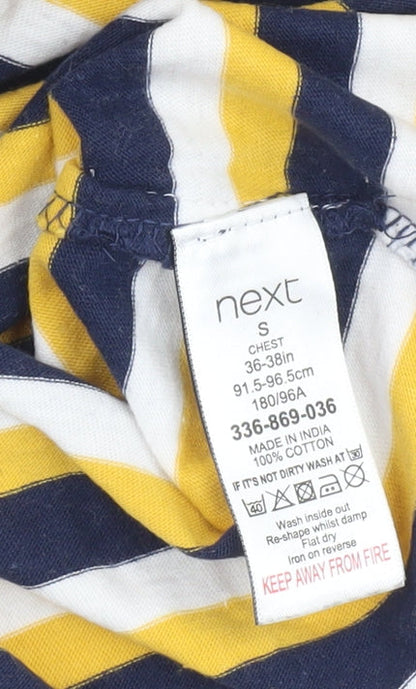 next
S
CHEST
36-38in
91.5-96.5cm
180/96A
336-869-036
MADE IN INDIA
100% COTTON
IF IT'S NOT DIRTY WASH AT 30
40
Wash inside out
Re-shape whilst damp
Flat dry
Iron on reverse
KEEP AWAY FROM FIRE